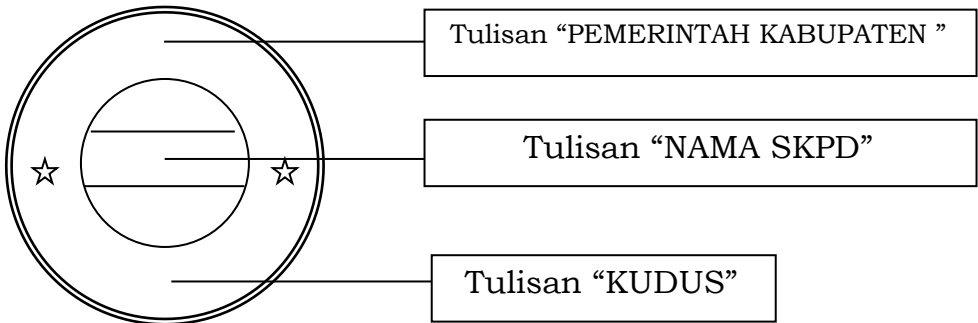 Tulisan “PEMERINTAH KABUPATEN ”
Tulisan “NAMA SKPD”
Tulisan “KUDUS”